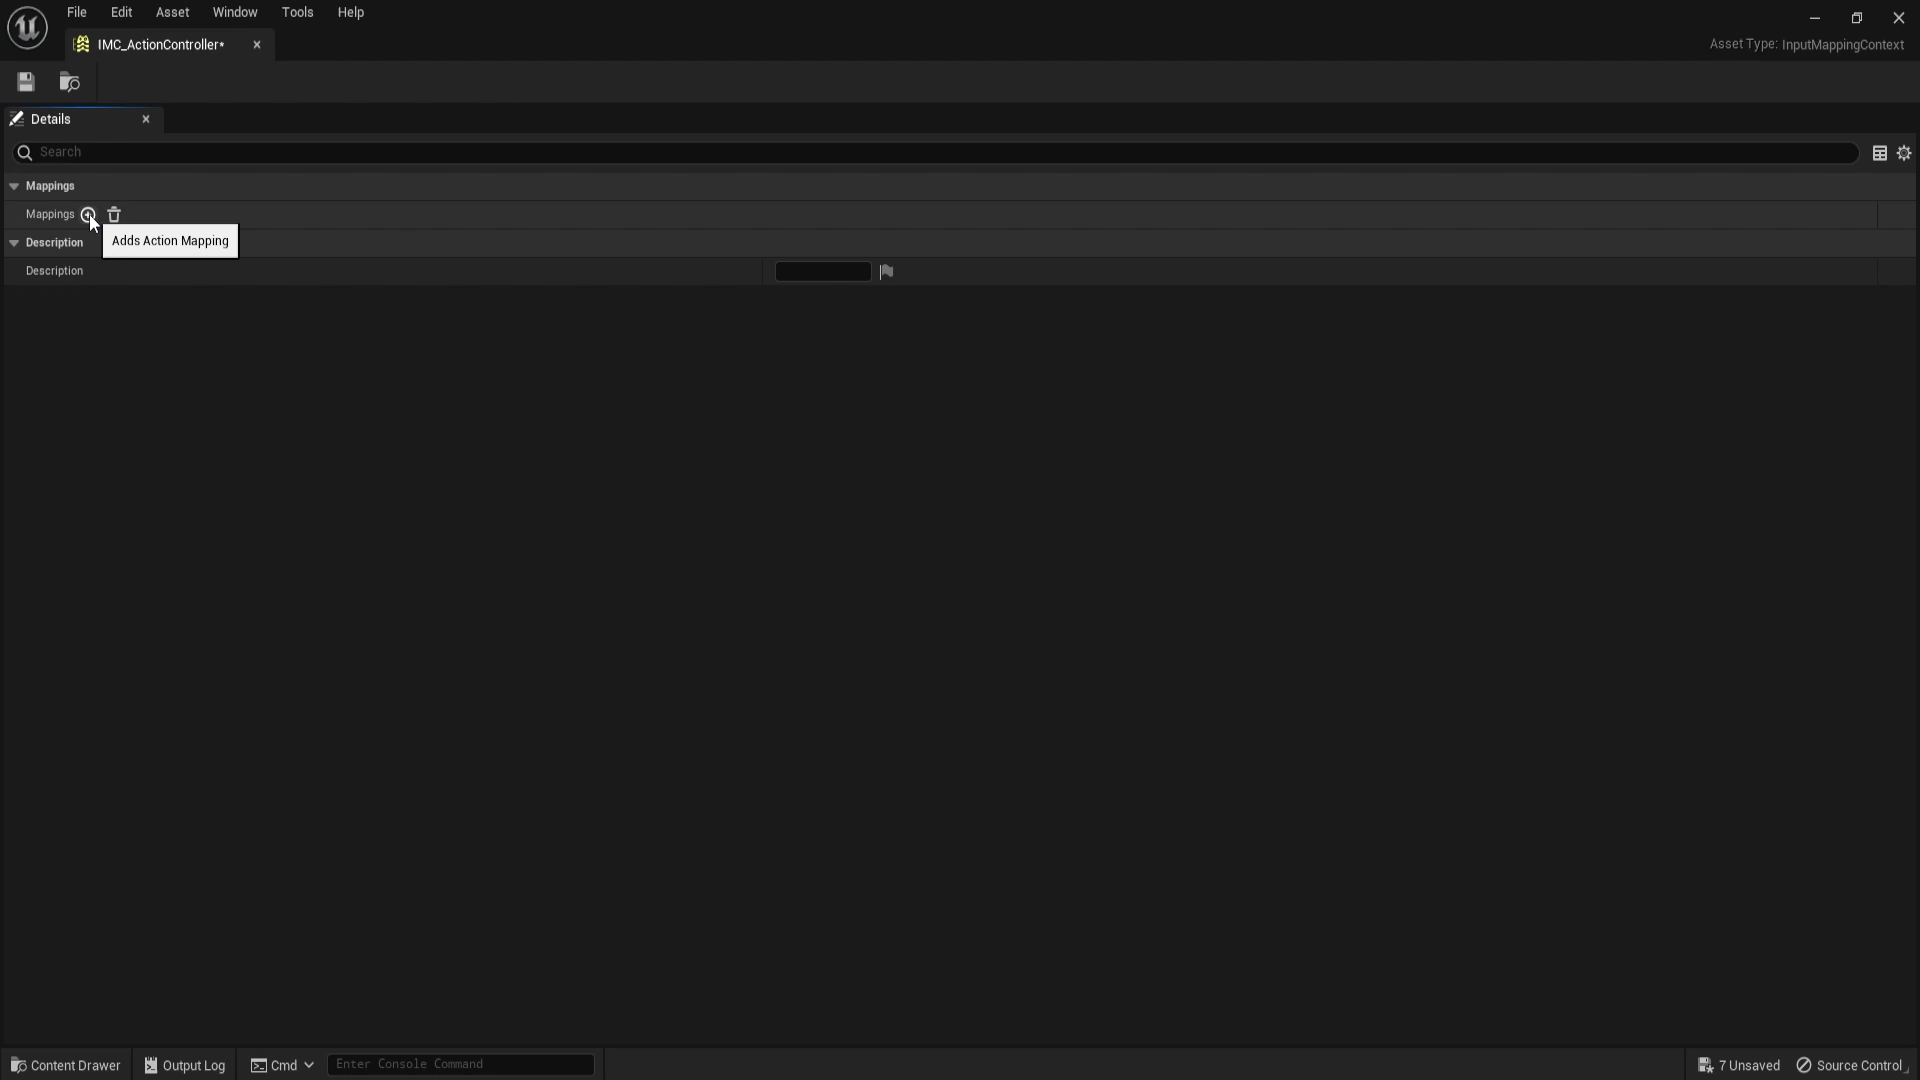 File Edit Asset Window Tools Help
IMC_ActionController*
Asset Type: InputMappingContext
Details
Search
Mappings
Mappings
Adds Action Mapping
Description
Description
Content Drawer Output Log Cmd Enter Console Command 7 Unsaved Source Control